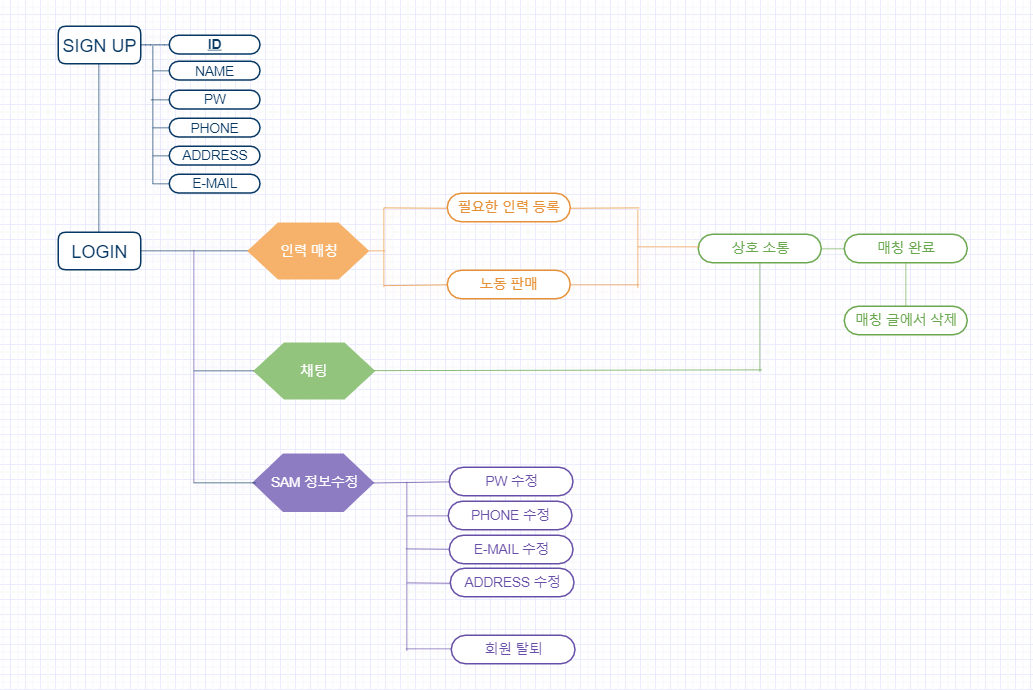 SIGN UP
ID
NAME
PW
PHONE
ADDRESS
E-MAIL
LOGIN
인력 매칭
필요한 인력 등록
노동 판매
상호 소통
매칭 완료
매칭 글에서 삭제
채팅
SAM 정보수정
PW 수정
PHONE 수정
E-MAIL 수정
ADDRESS 수정
회원 탈퇴